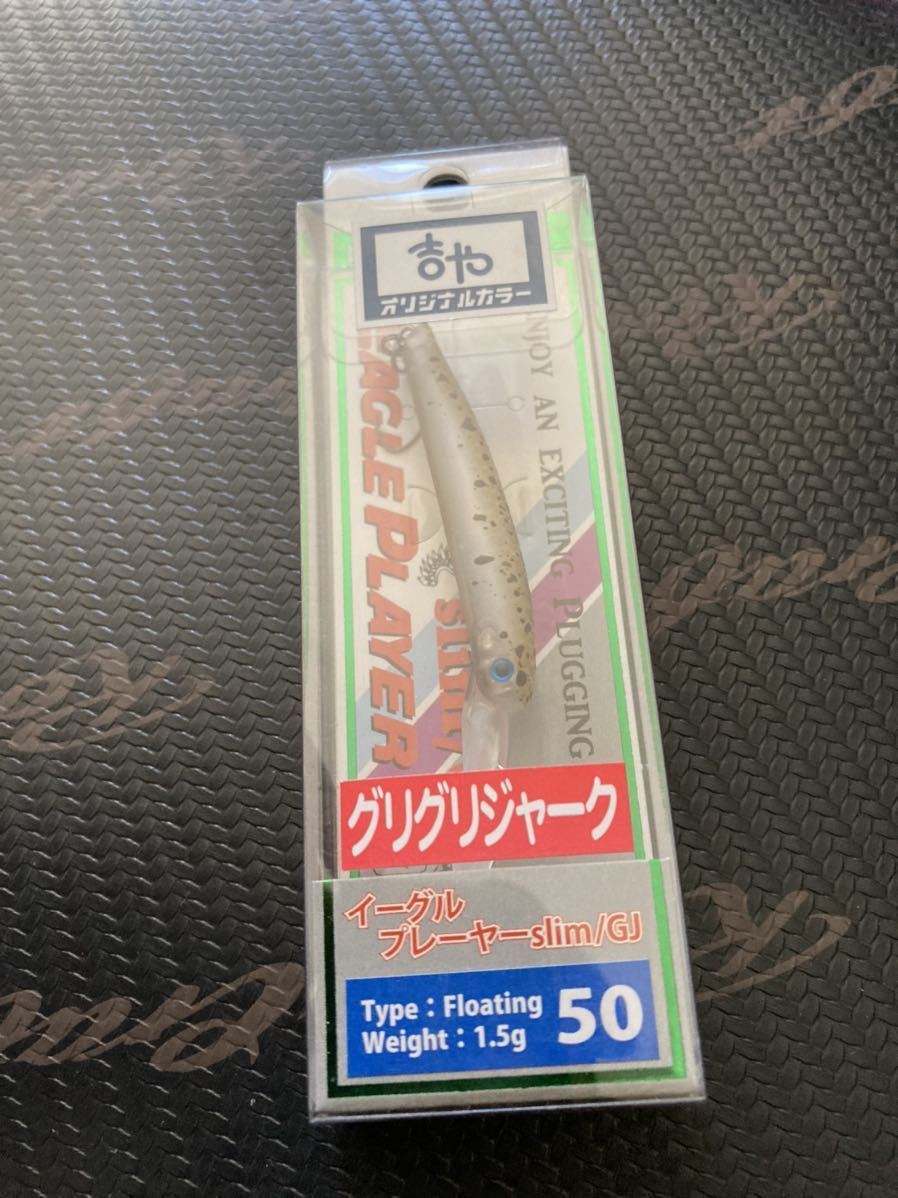 吉や
オリジナルカラー
EAGLE PLAYER
slim
ENJOY AN EXCITING PLUGGING
グリグリジャーク
イーグル
プレーヤーslim/GJ
Type：Floating
Weight：1.5g
50